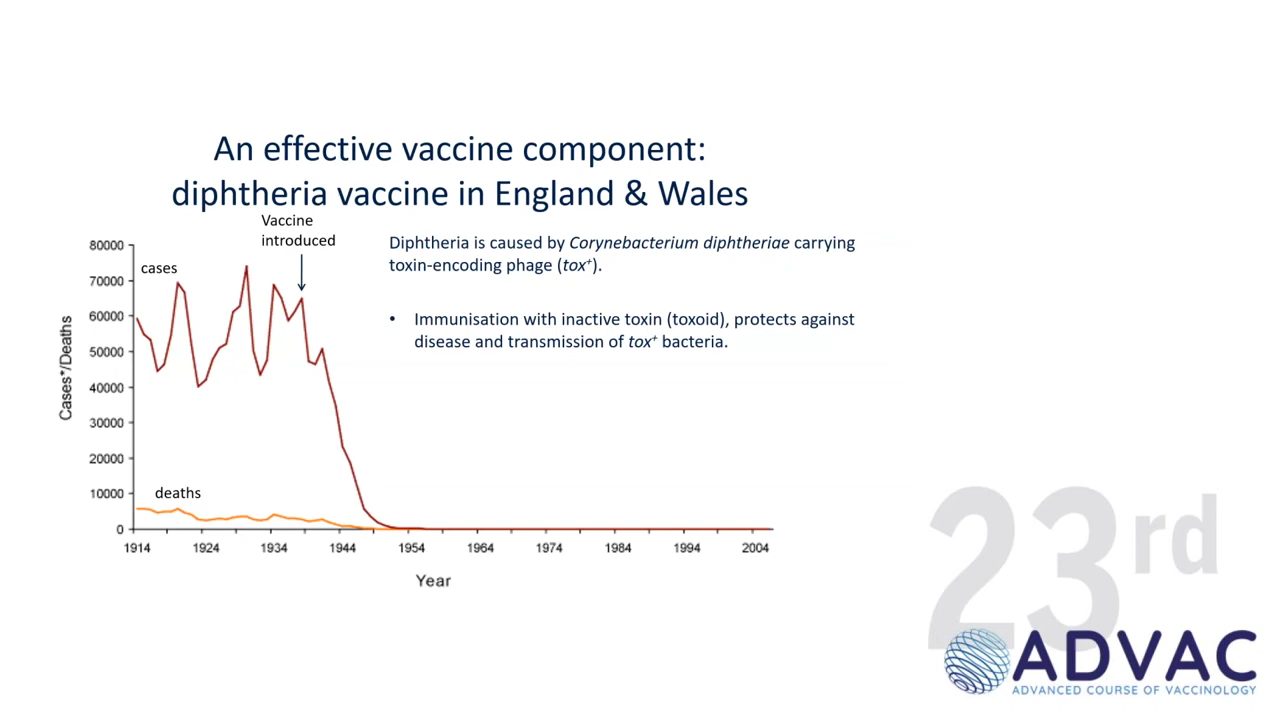 An effective vaccine component:
diphtheria vaccine in England & Wales
Vaccine
introduced
Diphtheria is caused by Corynebacterium diphtheriae carrying
toxin-encoding phage (tox⁺).
• Immunisation with inactive toxin (toxoid), protects against
disease and transmission of tox⁺ bacteria.
cases
deaths
Cases*/Deaths
80000
70000
60000
50000
40000
30000
20000
10000
0
1914 1924 1934 1944 1954 1964 1974 1984 1994 2004
Year
23rd
ADVAC
ADVANCED COURSE OF VACCINOLOGY